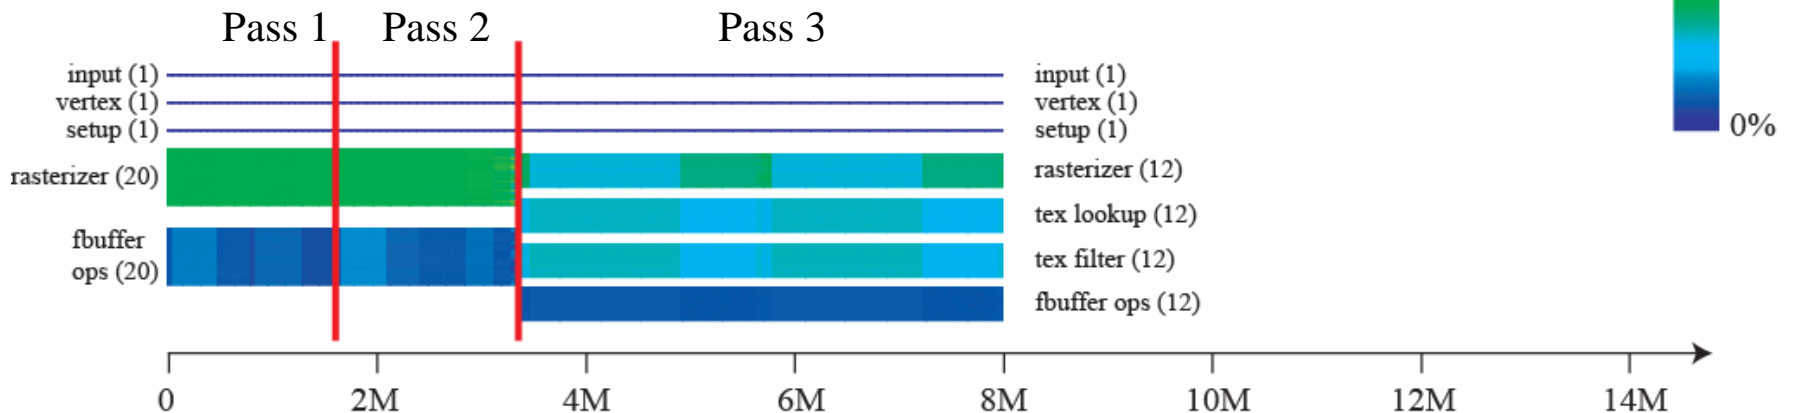 Pass 1 Pass 2 Pass 3
input (1) input (1)
vertex (1) vertex (1)
setup (1) setup (1)
0%
rasterizer (20) rasterizer (12)
tex lookup (12)
fbuffer
ops (20)
tex filter (12)
fbuffer ops (12)
0 2M 4M 6M 8M 10M 12M 14M